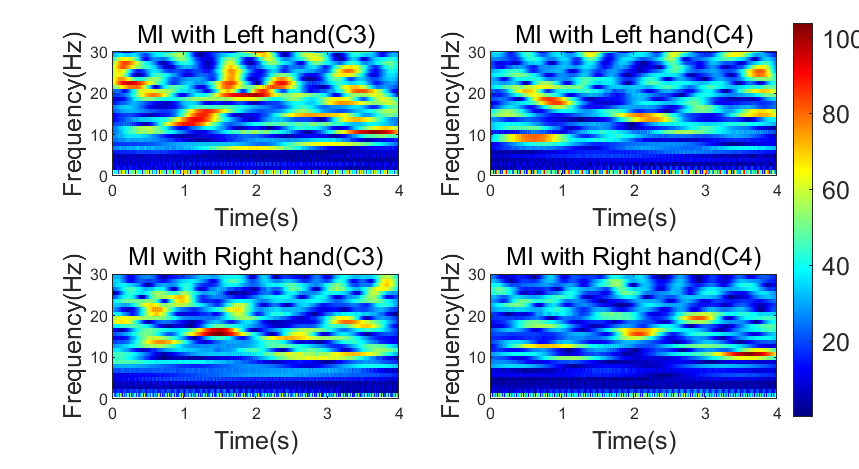 MI with Left hand(C3)
Frequency(Hz)
30
20
10
0
0 1 2 3 4
Time(s)
MI with Left hand(C4)
Frequency(Hz)
30
20
10
0
0 1 2 3 4
Time(s)
100
80
60
40
20
MI with Right hand(C3)
Frequency(Hz)
30
20
10
0
0 1 2 3 4
Time(s)
MI with Right hand(C4)
Frequency(Hz)
30
20
10
0
0 1 2 3 4
Time(s)